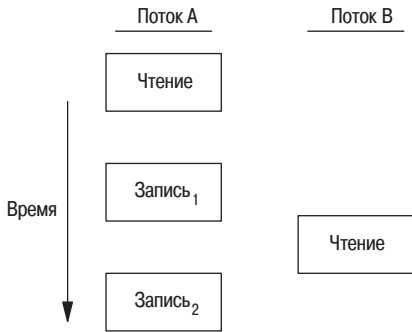 Поток А Поток В
Чтение
Запись₁
Время
Чтение
Запись₂